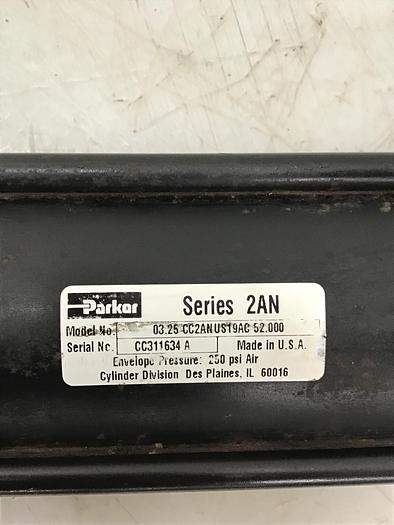 Parker Series 2AN
Model No. 03.25 CC2ANUS19AC 52.000
Serial No. CC311634 A Made in U.S.A.
Envelope Pressure: 250 psi Air
Cylinder Division Des Plaines, IL 60016